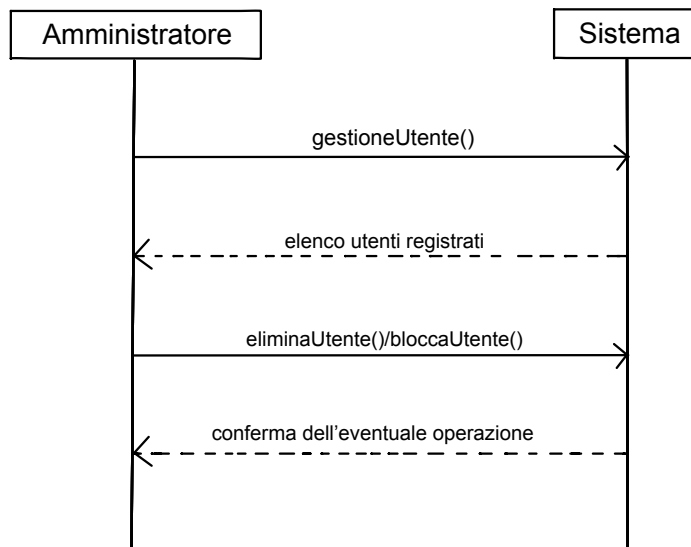 Amministratore
Sistema
gestioneUtente()
elenco utenti registrati
eliminaUtente()/bloccaUtente()
conferma dell’eventuale operazione